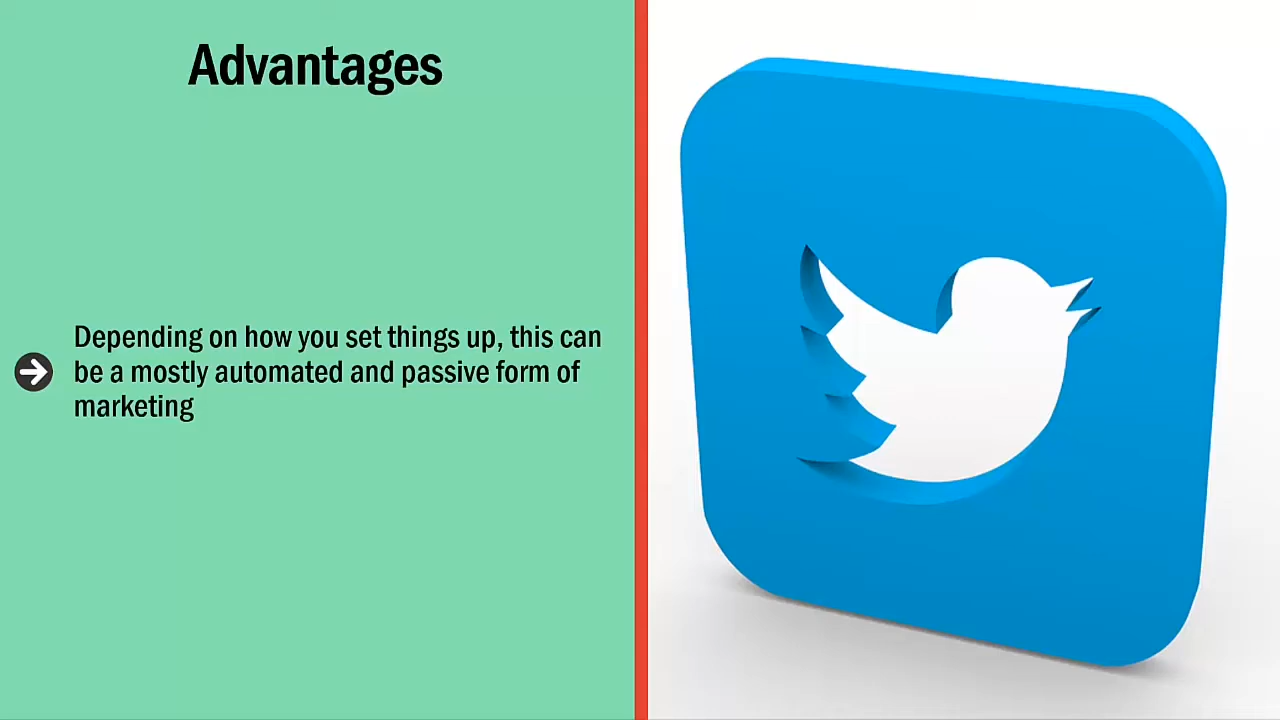 Advantages
Depending on how you set things up, this can
be a mostly automated and passive form of
marketing